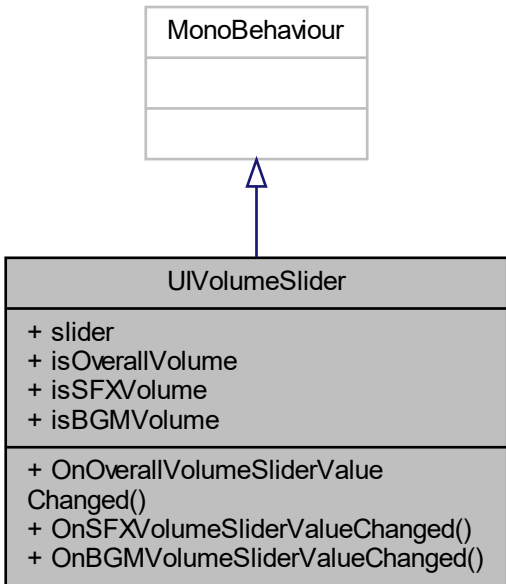 MonoBehaviour
UIVolumeSlider
+ slider
+ isOverallVolume
+ isSFXVolume
+ isBGMVolume
+ OnOverallVolumeSliderValue
Changed()
+ OnSFXVolumeSliderValueChanged()
+ OnBGMVolumeSliderValueChanged()